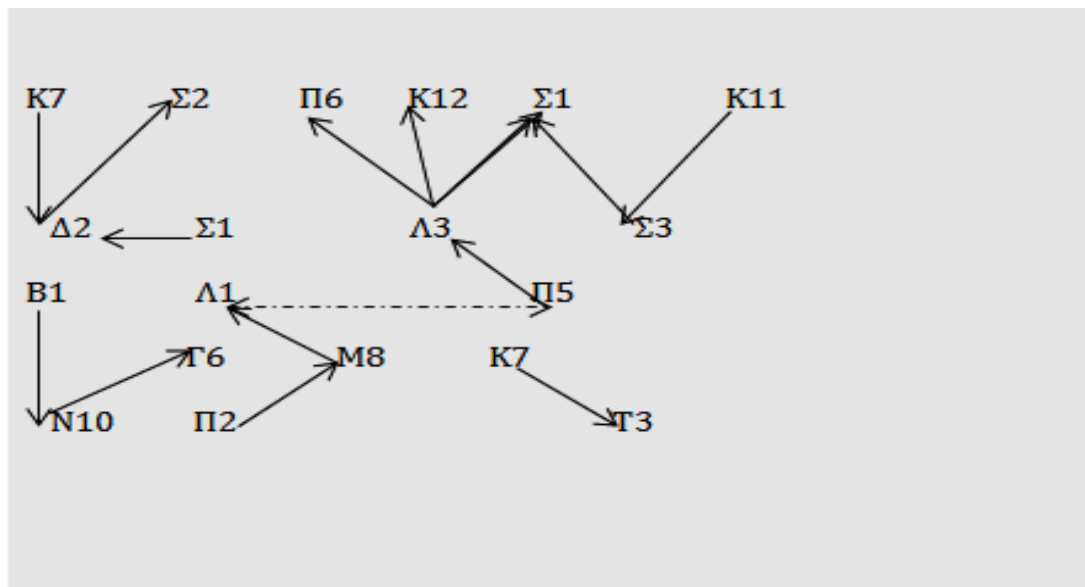 Κ7 Σ2 Π6 Κ12 Σ1 Κ11
Δ2 Σ1 Λ3 Σ3
Β1 Λ1 Π5
Γ6 Μ8 Κ7
Ν10 Π2 Τ3